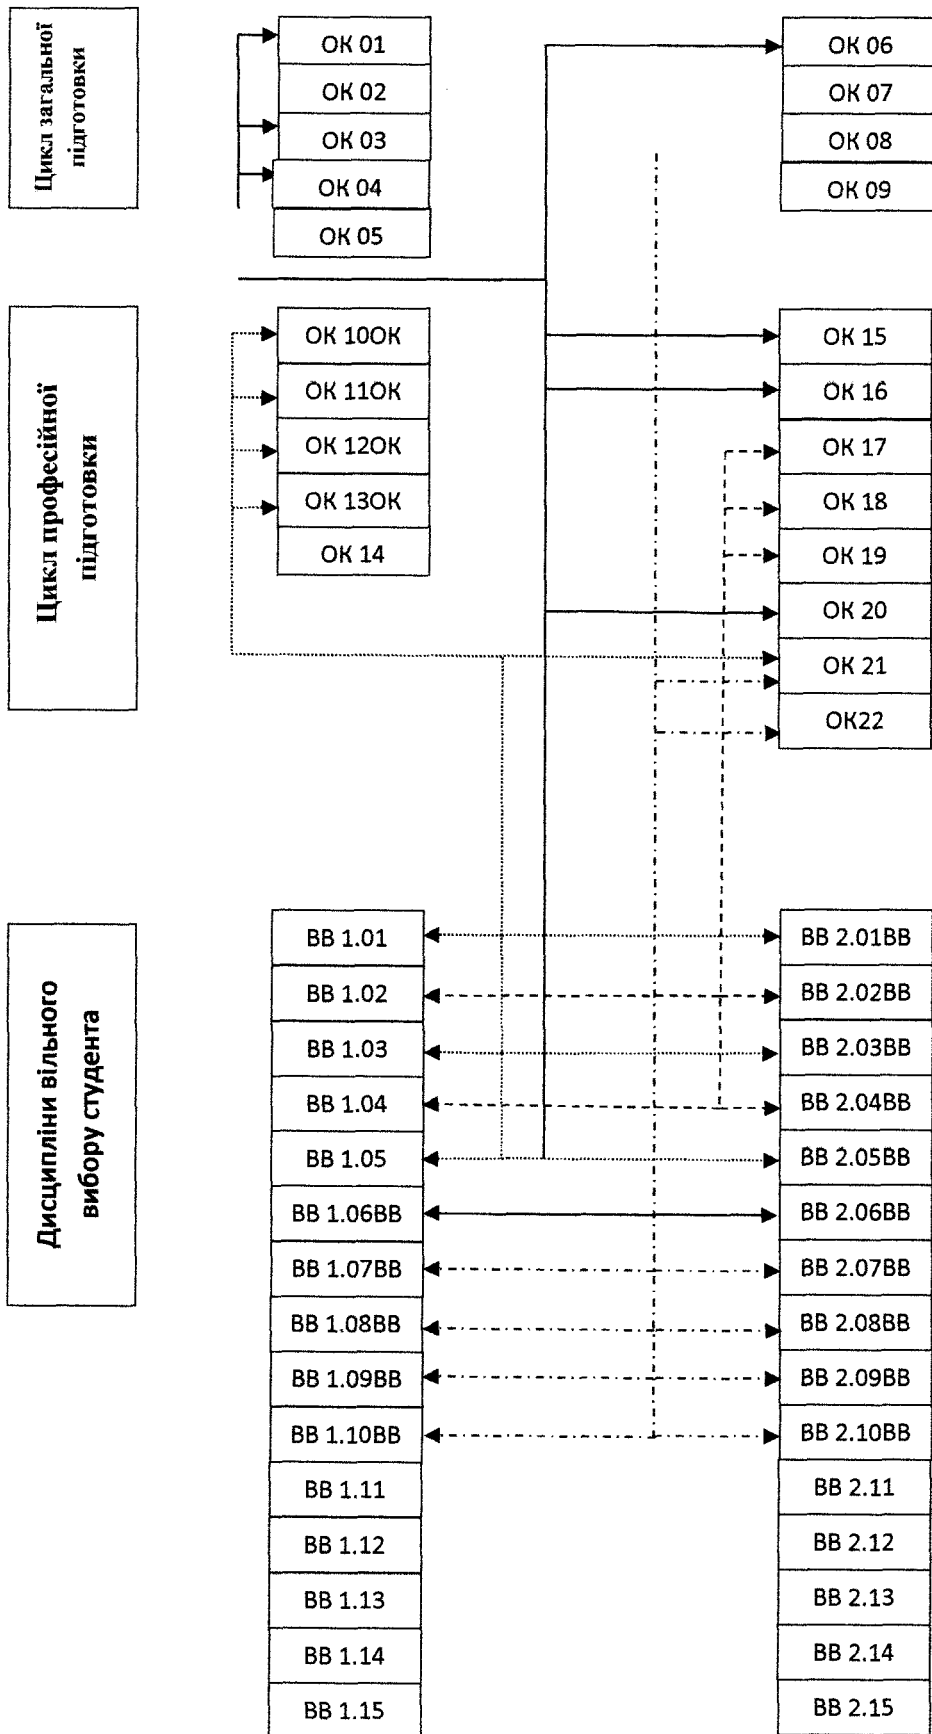 Цикл загальної
підготовки
ОК 01
ОК 02
ОК 03
ОК 04
ОК 05
ОК 06
ОК 07
ОК 08
ОК 09
Цикл професійної
підготовки
ОК 10ОК
ОК 11ОК
ОК 12ОК
ОК 13ОК
ОК 14
ОК 15
ОК 16
ОК 17
ОК 18
ОК 19
ОК 20
ОК 21
ОК22
Дисципліни вільного
вибору студента
ВВ 1.01
ВВ 1.02
ВВ 1.03
ВВ 1.04
ВВ 1.05
ВВ 1.06ВВ
ВВ 1.07ВВ
ВВ 1.08ВВ
ВВ 1.09ВВ
ВВ 1.10ВВ
ВВ 1.11
ВВ 1.12
ВВ 1.13
ВВ 1.14
ВВ 1.15
ВВ 2.01ВВ
ВВ 2.02ВВ
ВВ 2.03ВВ
ВВ 2.04ВВ
ВВ 2.05ВВ
ВВ 2.06ВВ
ВВ 2.07ВВ
ВВ 2.08ВВ
ВВ 2.09ВВ
ВВ 2.10ВВ
ВВ 2.11
ВВ 2.12
ВВ 2.13
ВВ 2.14
ВВ 2.15